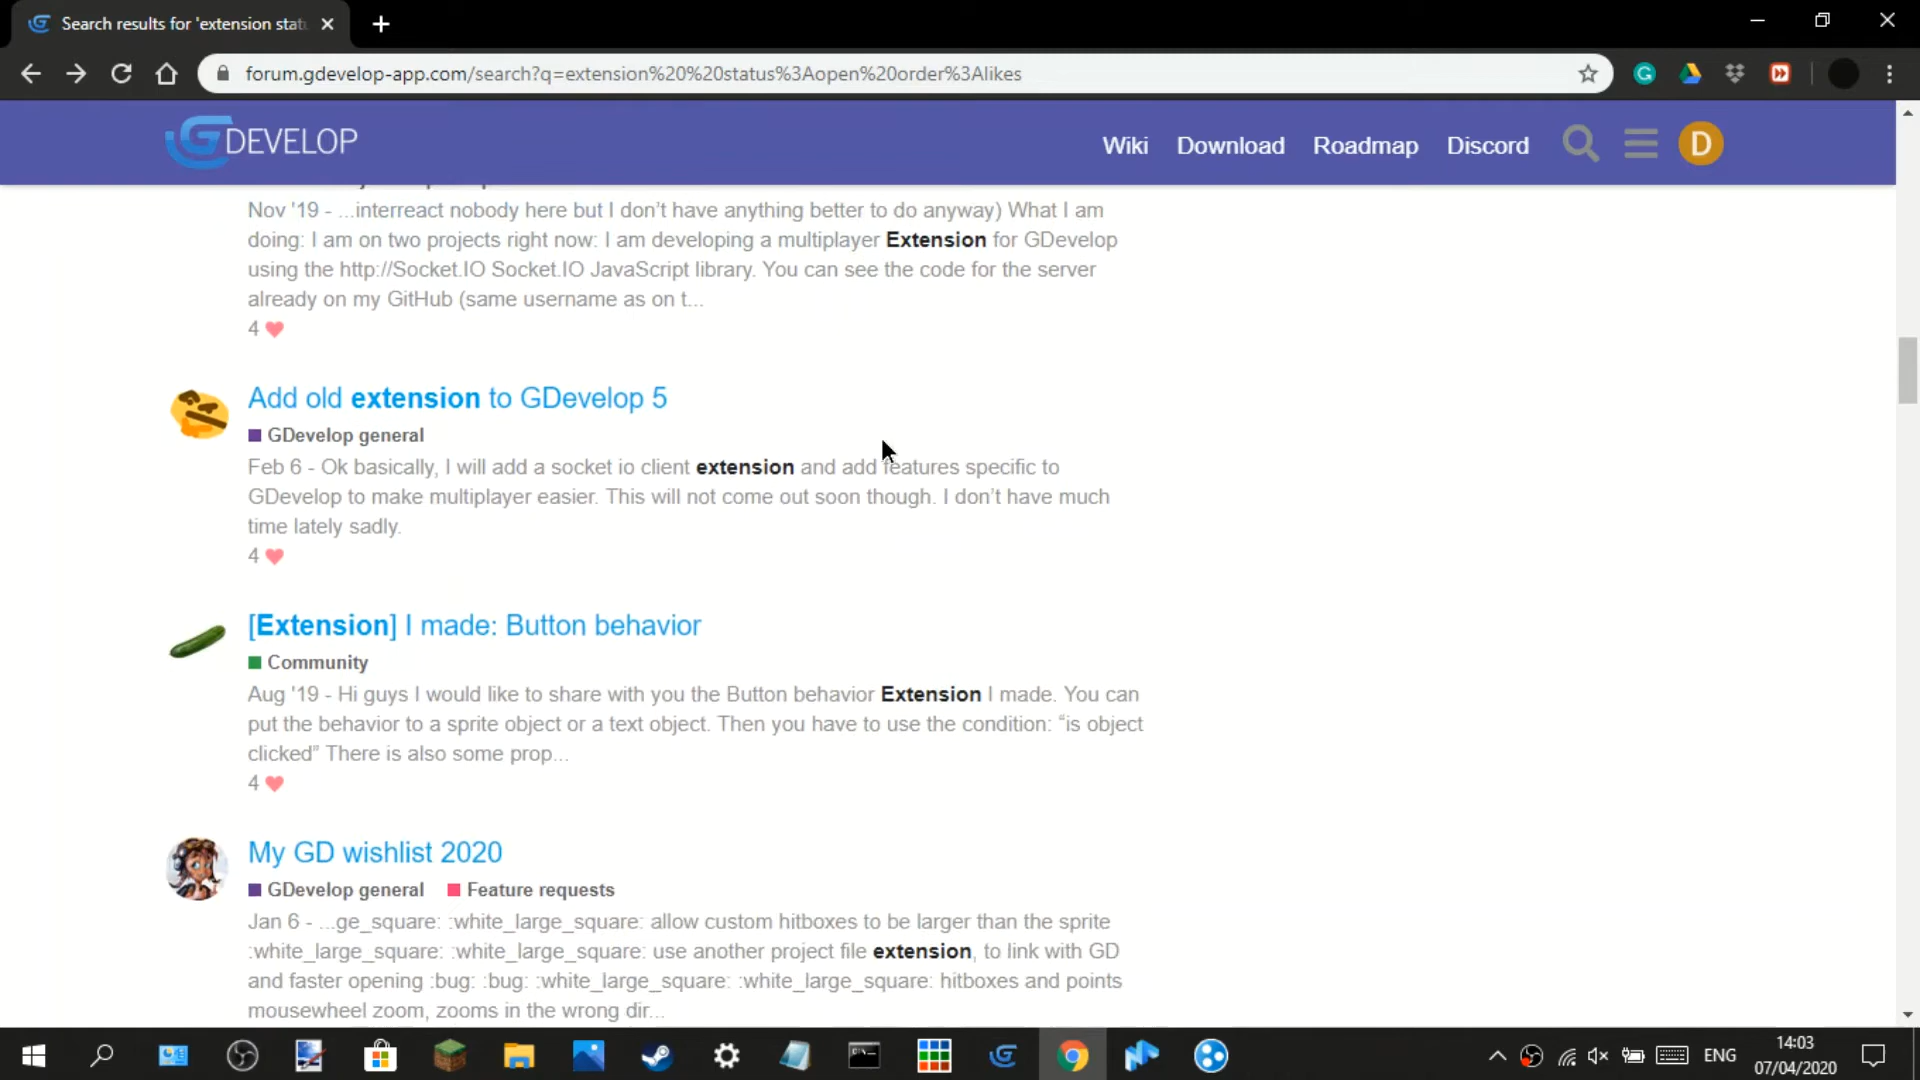 Search results for 'extension stat
forum.gdevelop-app.com/search?q=extension%20%20status%3Aopen%20order%3Alikes
GDEVELOP
Wiki Download Roadmap Discord D
Nov '19 - ...interreact nobody here but I don't have anything better to do anyway) What I am
doing: I am on two projects right now: I am developing a multiplayer Extension for GDevelop
using the http://Socket.IO Socket.IO JavaScript library. You can see the code for the server
already on my GitHub (same username as on t...
4
Add old extension to GDevelop 5
GDevelop general
Feb 6 - Ok basically, I will add a socket io client extension and add features specific to
GDevelop to make multiplayer easier. This will not come out soon though. I don't have much
time lately sadly.
4
[Extension] I made: Button behavior
Community
Aug '19 - Hi guys I would like to share with you the Button behavior Extension I made. You can
put the behavior to a sprite object or a text object. Then you have to use the condition: “is object
clicked” There is also some prop...
4
My GD wishlist 2020
GDevelop general Feature requests
Jan 6 - ...ge_square: :white_large_square: allow custom hitboxes to be larger than the sprite
:white_large_square: :white_large_square: use another project file extension, to link with GD
and faster opening :bug: :bug: :white_large_square: :white_large_square: hitboxes and points
mousewheel zoom, zooms in the wrong dir...
ENG
14:03
07/04/2020